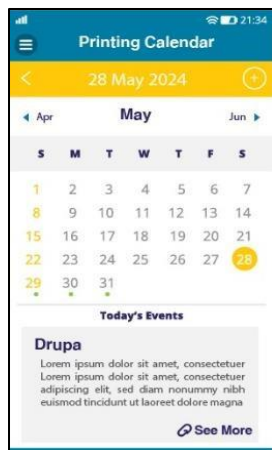 21:34
Printing Calendar
28 May 2024
Apr May Jun
S M T W T F S
1 2 3 4 5 6 7
8 9 10 11 12 13 14
15 16 17 18 19 20 21
22 23 24 25 26 27 28
29 30 31
Today's Events
Drupa
Lorem ipsum dolor sit amet, consectetuer
Lorem ipsum dolor sit amet, consectetuer
adipiscing elit, sed diam nonummy nibh
euismod tincidunt ut laoreet dolore magna
See More